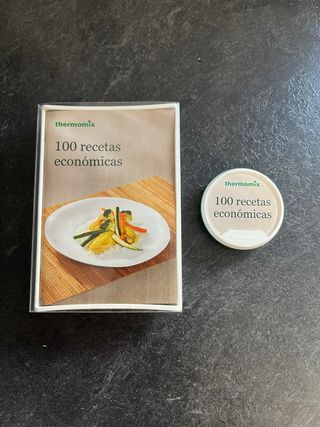 thermomix
100 recetas
económicas
thermomix
100 recetas
económicas